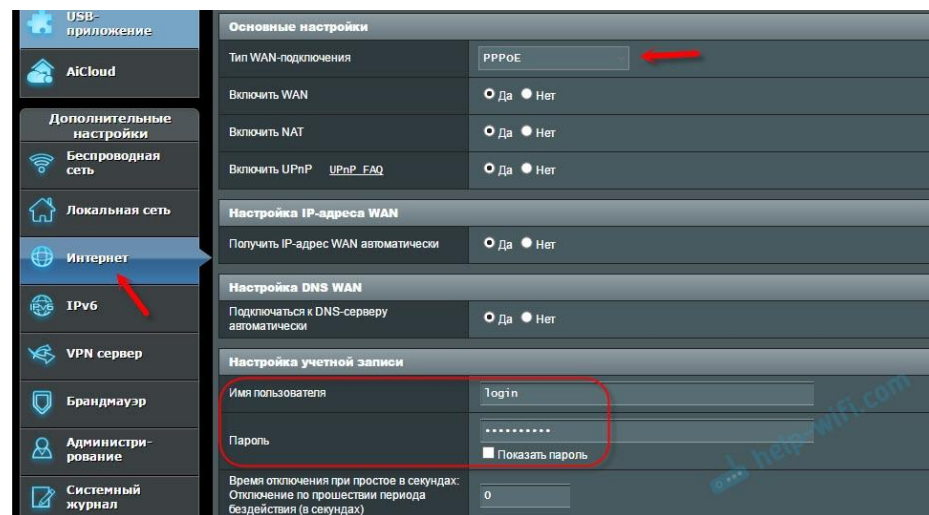 USB-
приложение
AiCloud
Дополнительные
настройки
Беспроводная
сеть
Локальная сеть
Интернет
IPv6
VPN сервер
Брандмауэр
Администри-
рование
Системный
журнал
Основные настройки
Тип WAN-подключения PPPoE
Включить WAN Да Нет
Включить NAT Да Нет
Включить UPnP UPnP FAQ Да Нет
Настройка IP-адреса WAN
Получить IP-адрес WAN автоматически Да Нет
Настройка DNS WAN
Подключаться к DNS-серверу
автоматически Да Нет
Настройка учетной записи
Имя пользователя login
Пароль ••••••••••
Показать пароль
Время отключения при простое в секундах:
Отключение по прошествии периода
бездействия (в секундах) 0
help-wifi.com